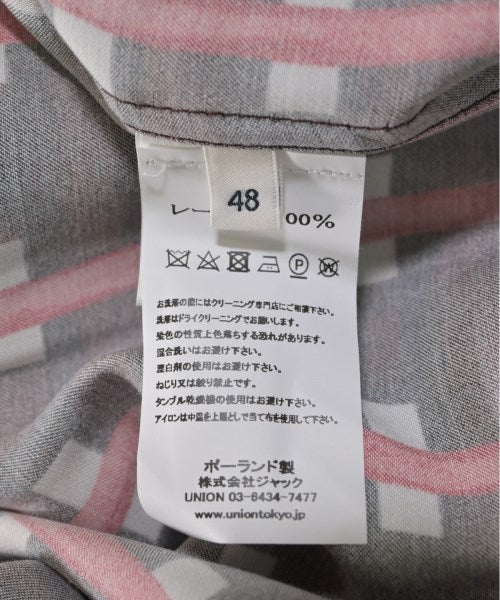 48
レー 00%
お洗濯の際にはクリーニング専門店にご相談下さい。
洗濯はドライクリーニングでお願いします。
染色の性質上色落ちする恐れがあります。
混合洗いはお避け下さい。
漂白剤の使用はお避け下さい。
ねじり又は絞り禁止です。
タンブル乾燥機の使用はお避け下さい。
アイロンは中温を上限として当て布を使用して下さい。
ポーランド製
株式会社ジャック
UNION 03-6434-7477
www.uniontokyo.jp